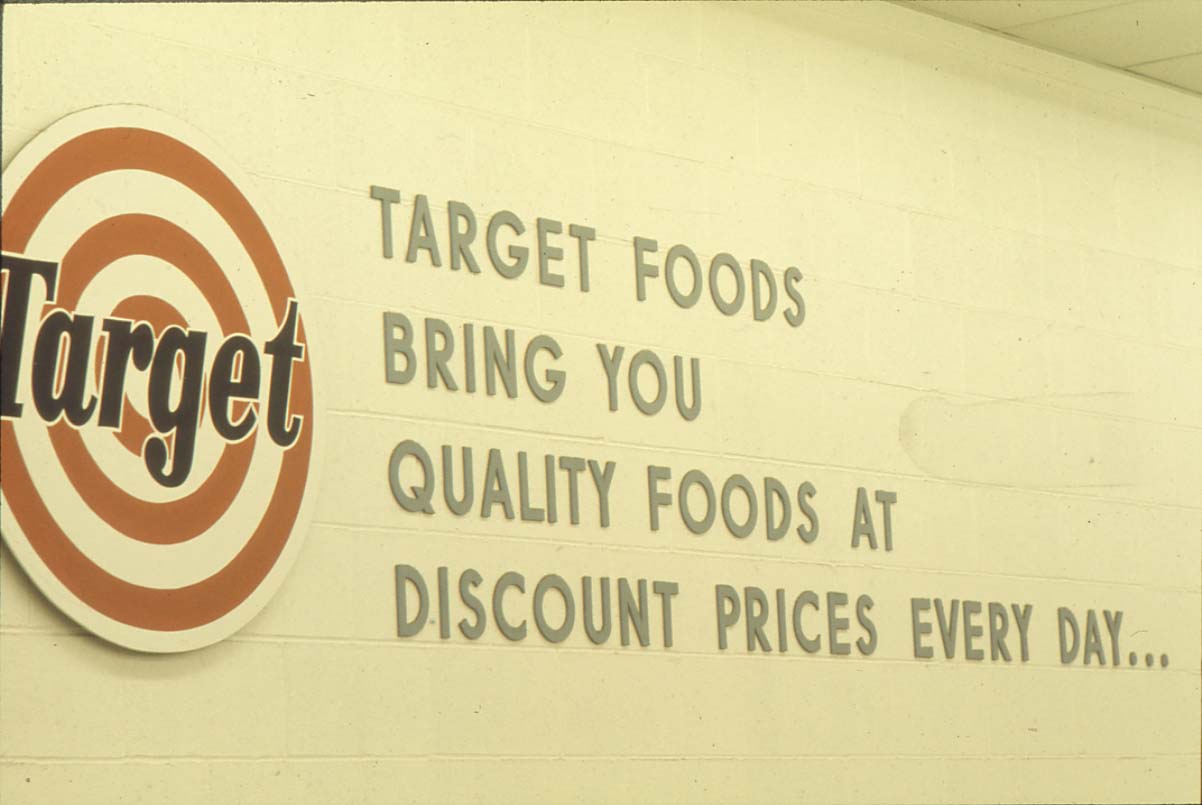 Target
TARGET FOODS
BRING YOU
QUALITY FOODS AT
DISCOUNT PRICES EVERY DAY...